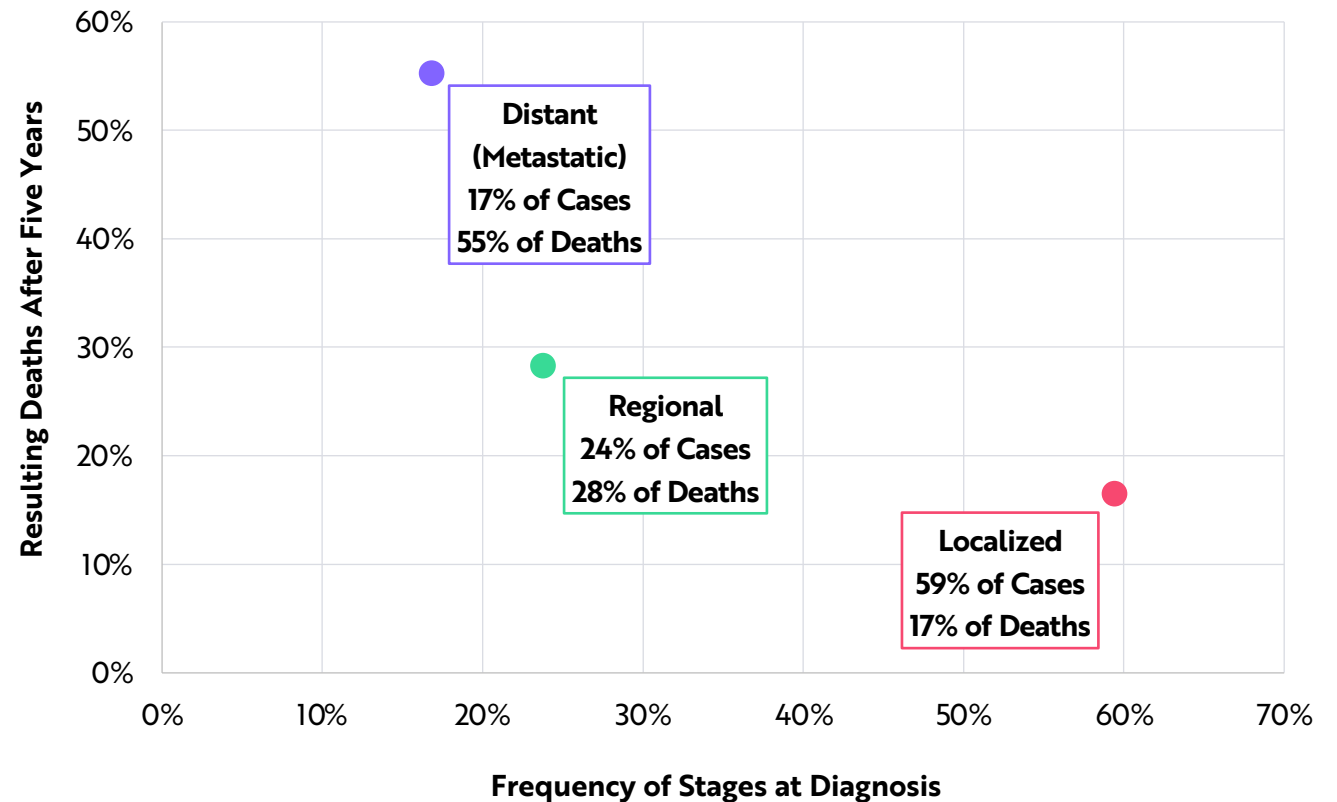 60%
50%
40%
30%
20%
10%
0%
Resulting Deaths After Five Years
Distant
(Metastatic)
17% of Cases
55% of Deaths
Regional
24% of Cases
28% of Deaths
Localized
59% of Cases
17% of Deaths
0%
10%
20%
30%
40%
50%
60%
70%
Frequency of Stages at Diagnosis